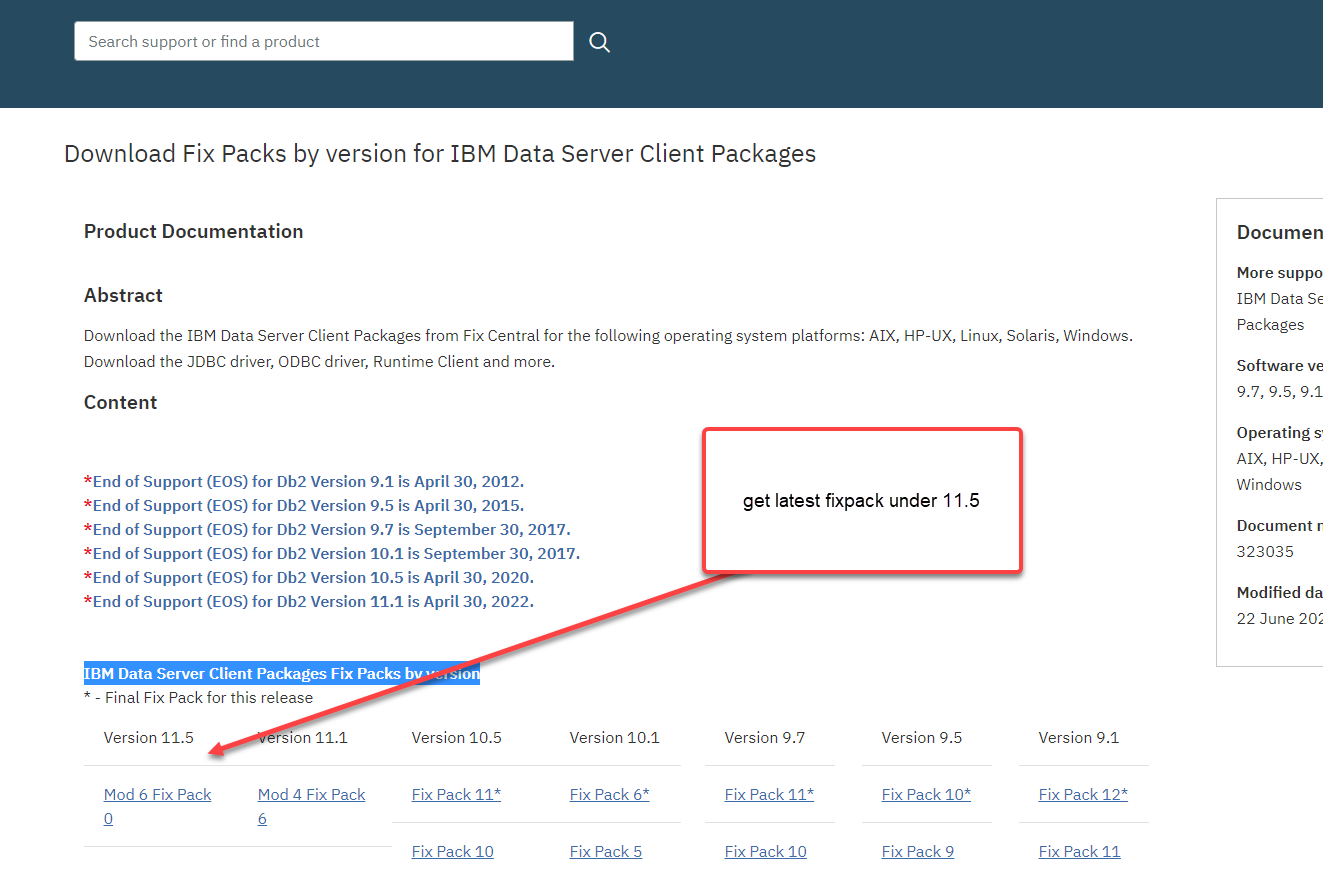 Search support or find a product
Download Fix Packs by version for IBM Data Server Client Packages
Product Documentation
Abstract
Download the IBM Data Server Client Packages from Fix Central for the following operating system platforms: AIX, HP-UX, Linux, Solaris, Windows.
Download the JDBC driver, ODBC driver, Runtime Client and more.
Content
*End of Support (EOS) for Db2 Version 9.1 is April 30, 2012.
*End of Support (EOS) for Db2 Version 9.5 is April 30, 2015.
*End of Support (EOS) for Db2 Version 9.7 is September 30, 2017.
*End of Support (EOS) for Db2 Version 10.1 is September 30, 2017.
*End of Support (EOS) for Db2 Version 10.5 is April 30, 2020.
*End of Support (EOS) for Db2 Version 11.1 is April 30, 2022.
get latest fixpack under 11.5
IBM Data Server Client Packages Fix Packs by version
* - Final Fix Pack for this release
Version 11.5 Version 11.1 Version 10.5 Version 10.1 Version 9.7 Version 9.5 Version 9.1
Mod 6 Fix Pack Mod 4 Fix Pack Fix Pack 11* Fix Pack 6* Fix Pack 11* Fix Pack 10* Fix Pack 12*
0 6
Fix Pack 10 Fix Pack 5 Fix Pack 10 Fix Pack 9 Fix Pack 11
Documen
More suppo
IBM Data Se
Packages
Software ve
9.7, 9.5, 9.1
Operating sy
AIX, HP-UX,
Windows
Document n
323035
Modified da
22 June 202